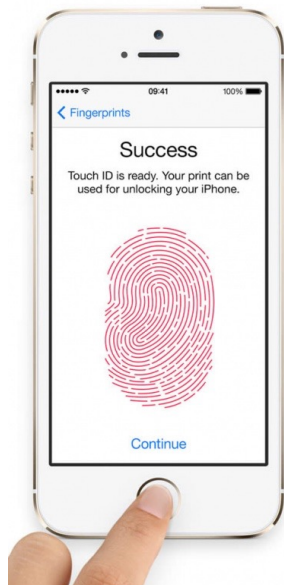 09:41
100%
Fingerprints
Success
Touch ID is ready. Your print can be
used for unlocking your iPhone.
Continue